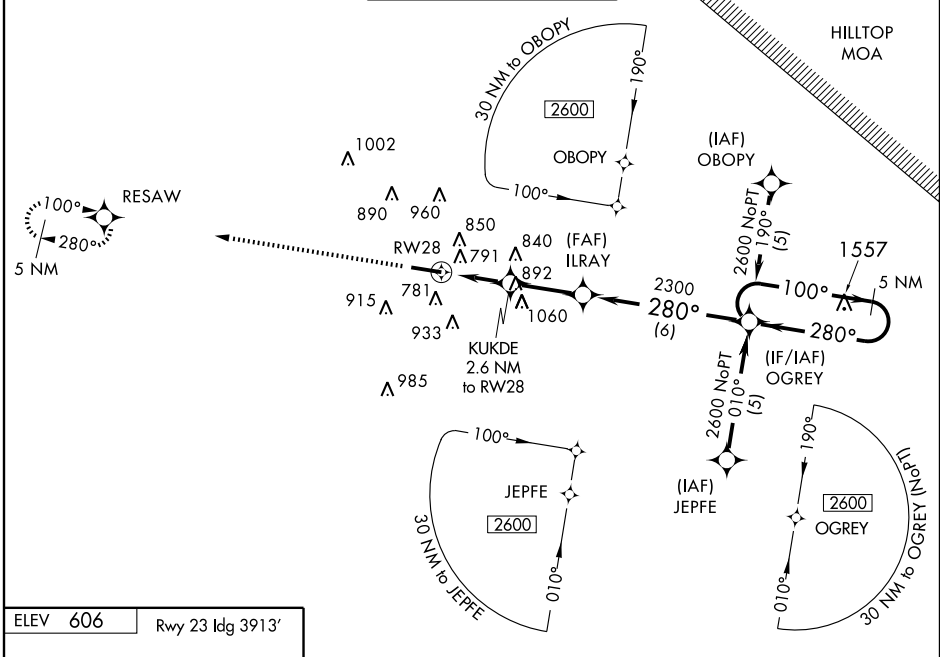 HILLTOP
MOA
30 NM to OBOPY
190°
2600
OBOPY
100°
(IAF)
OBOPY
2600 NoPT
190°
(5)
1002
890
960
850
791
840
892
RW28
781
915
933
985
1060
RESAW
100°
280°
5 NM
(FAF)
ILRAY
KUKDE
2.6 NM
to RW28
2300
280°
(6)
1557
5 NM
100°
280°
(IF/IAF)
OGREY
2600 NoPT
010°
(5)
(IAF)
JEPFE
100°
JEPFE
2600
010°
30 NM to JEPFE
190°
2600
OGREY
010°
30 NM to OGREY (NoPT)
ELEV 606
Rwy 23 ldg 3913'